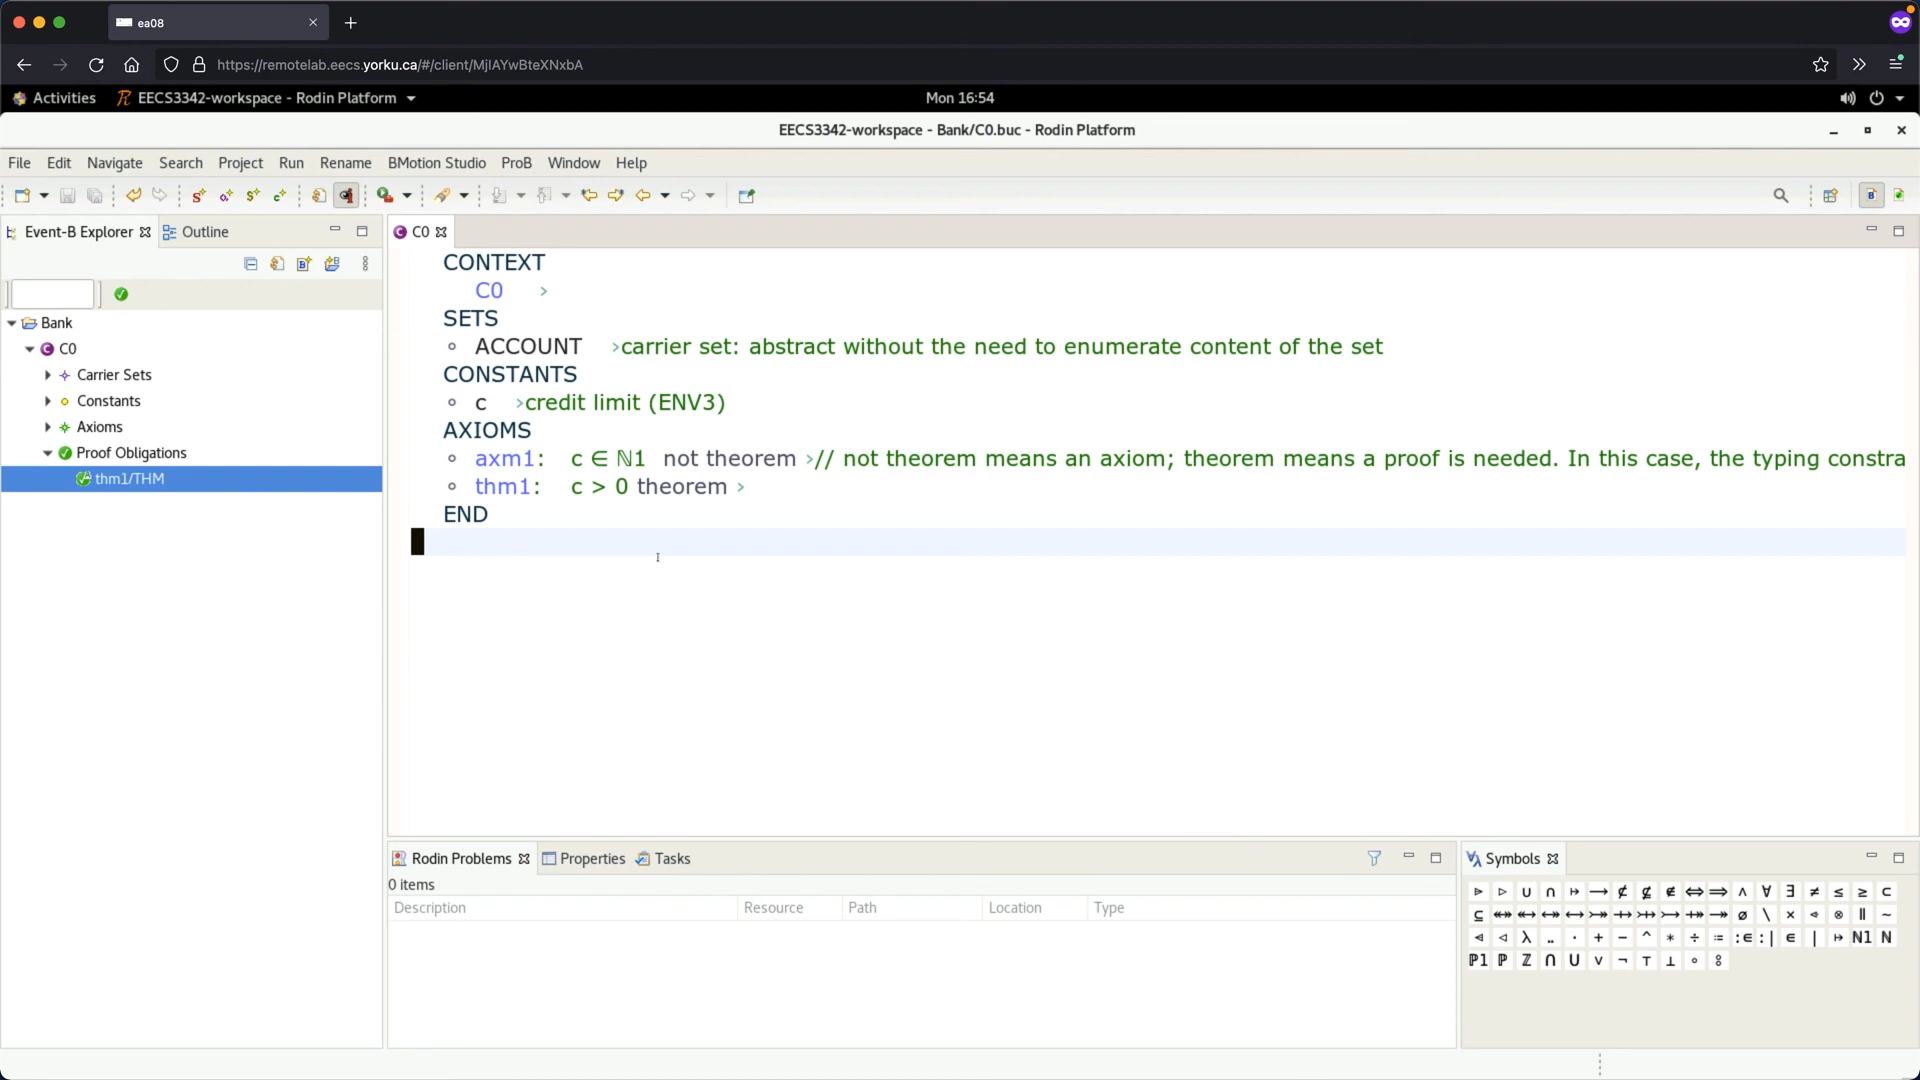 ea08
https://remotelab.eecs.yorku.ca/#/client/MjIAYwBteXNxbA
Activities EECS3342-workspace - Rodin Platform Mon 16:54
EECS3342-workspace - Bank/C0.buc - Rodin Platform
File Edit Navigate Search Project Run Rename BMotion Studio ProB Window Help
Event-B Explorer Outline
Bank
C0
Carrier Sets
Constants
Axioms
Proof Obligations
thm1/THM
C0
CONTEXT
C0 ›
SETS
◦ ACCOUNT ›carrier set: abstract without the need to enumerate content of the set
CONSTANTS
◦ c ›credit limit (ENV3)
AXIOMS
◦ axm1: c ∈ ℕ1 not theorem ›// not theorem means an axiom; theorem means a proof is needed. In this case, the typing constra
◦ thm1: c > 0 theorem ›
END
Rodin Problems Properties Tasks
0 items
Description Resource Path Location Type
Symbols
⩥ ▷ ∪ ∩ ↦ ⟶ ⊄ ⊈ ∉ ⇔ ⇒ ∧ ∀ ∃ ≠ ≤ ≥ ⊂
⊆ ∅ ∖ × ∥ ∼
⩤ ◁ λ ‥ · + − ^ ∗ ÷ ≔ :∈ :∣ ∈ ∣ ↦ ℕ1 ℕ
ℙ1 ℙ ℤ ⋂ ⋃ ∨ ¬ ⊤ ⊥ ∘